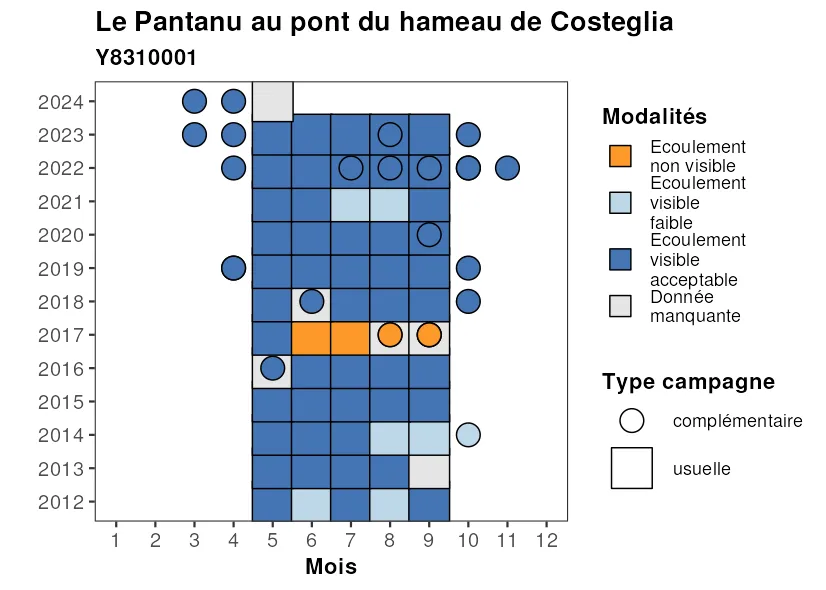 Le Pantanu au pont du hameau de Costeglia
Y8310001
2024
2023
2022
2021
2020
2019
2018
2017
2016
2015
2014
2013
2012
1 2 3 4 5 6 7 8 9 10 11 12
Mois
Modalités
Ecoulement
non visible
Ecoulement
visible
faible
Ecoulement
visible
acceptable
Donnée
manquante
Type campagne
complémentaire
usuelle